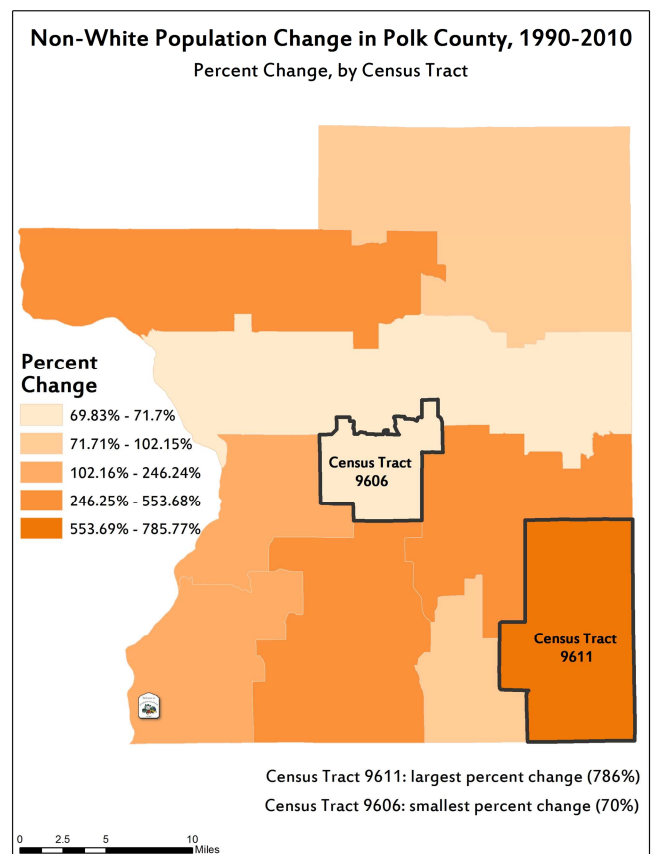 Non-White Population Change in Polk County, 1990-2010
Percent Change, by Census Tract
Percent
Change
69.83% - 71.7%
71.71% - 102.15%
102.16% - 246.24%
246.25% - 553.68%
553.69% - 785.77%
Census Tract
9606
Census Tract
9611
Census Tract 9611: largest percent change (786%)
Census Tract 9606: smallest percent change (70%)
0 2.5 5 10
Miles